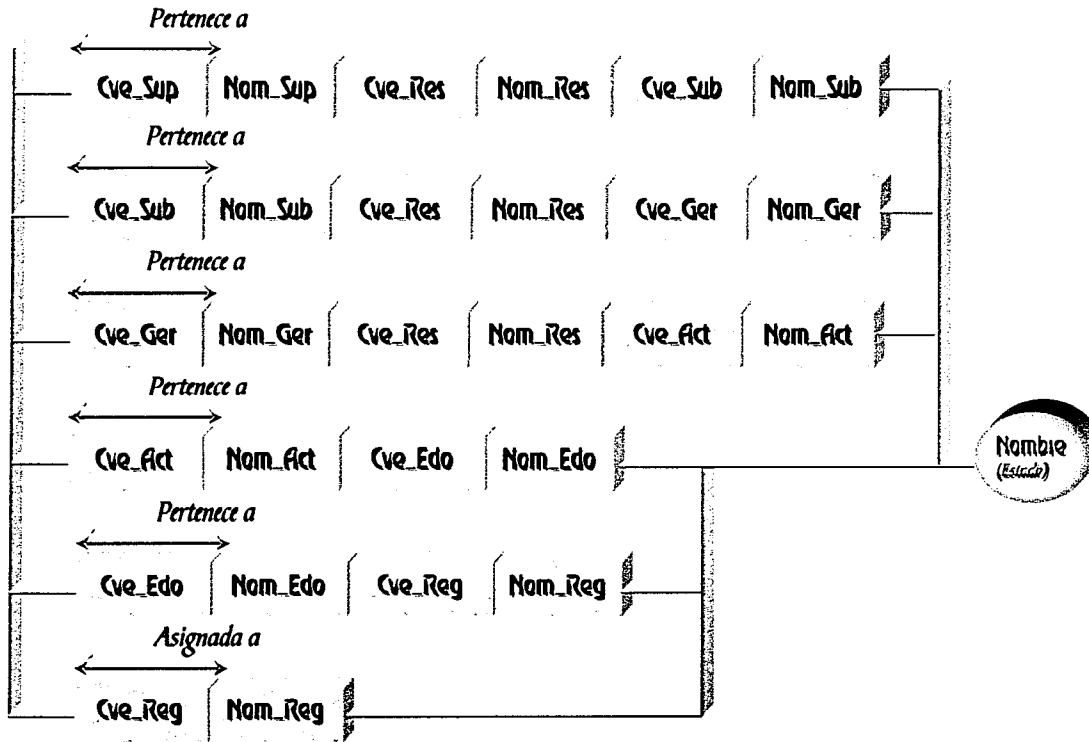 Pertenece a
Cve_Sup Nom_Sup Cve_Res Nom_Res Cve_Sub Nom_Sub
Pertenece a
Cve_Sub Nom_Sub Cve_Res Nom_Res Cve_Ger Nom_Ger
Pertenece a
Cve_Ger Nom_Ger Cve_Res Nom_Res Cve_Act Nom_Act
Pertenece a
Cve_Act Nom_Act Cve_Edo Nom_Edo
Nombre
(Estado)
Pertenece a
Cve_Edo Nom_Edo Cve_Reg Nom_Reg
Asignada a
Cve_Reg Nom_Reg